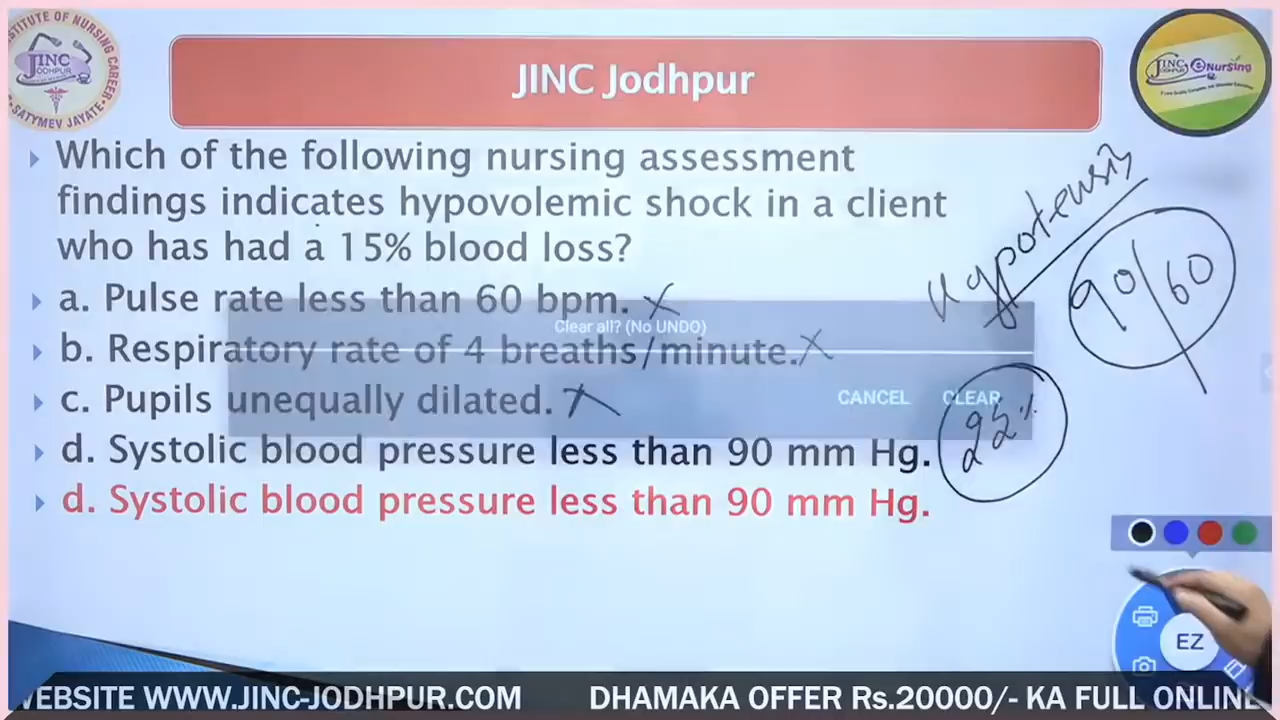 INSTITUTE OF NURSING CAREER
JINC
JODHPUR
SATYMEV JAYATE
JINC Jodhpur
JINC
JODHPUR
eNursing
Which of the following nursing assessment
findings indicates hypovolemic shock in a client
who has had a 15% blood loss?
a. Pulse rate less than 60 bpm.
Clear all? (No UNDO)
b. Respiratory rate of 4 breaths/minute.
c. Pupils unequally dilated.
CANCEL CLEAR
d. Systolic blood pressure less than 90 mm Hg.
d. Systolic blood pressure less than 90 mm Hg.
90/60
EZ
WEBSITE WWW.JINC-JODHPUR.COM DHAMAKA OFFER Rs.20000/- KA FULL ONLINE